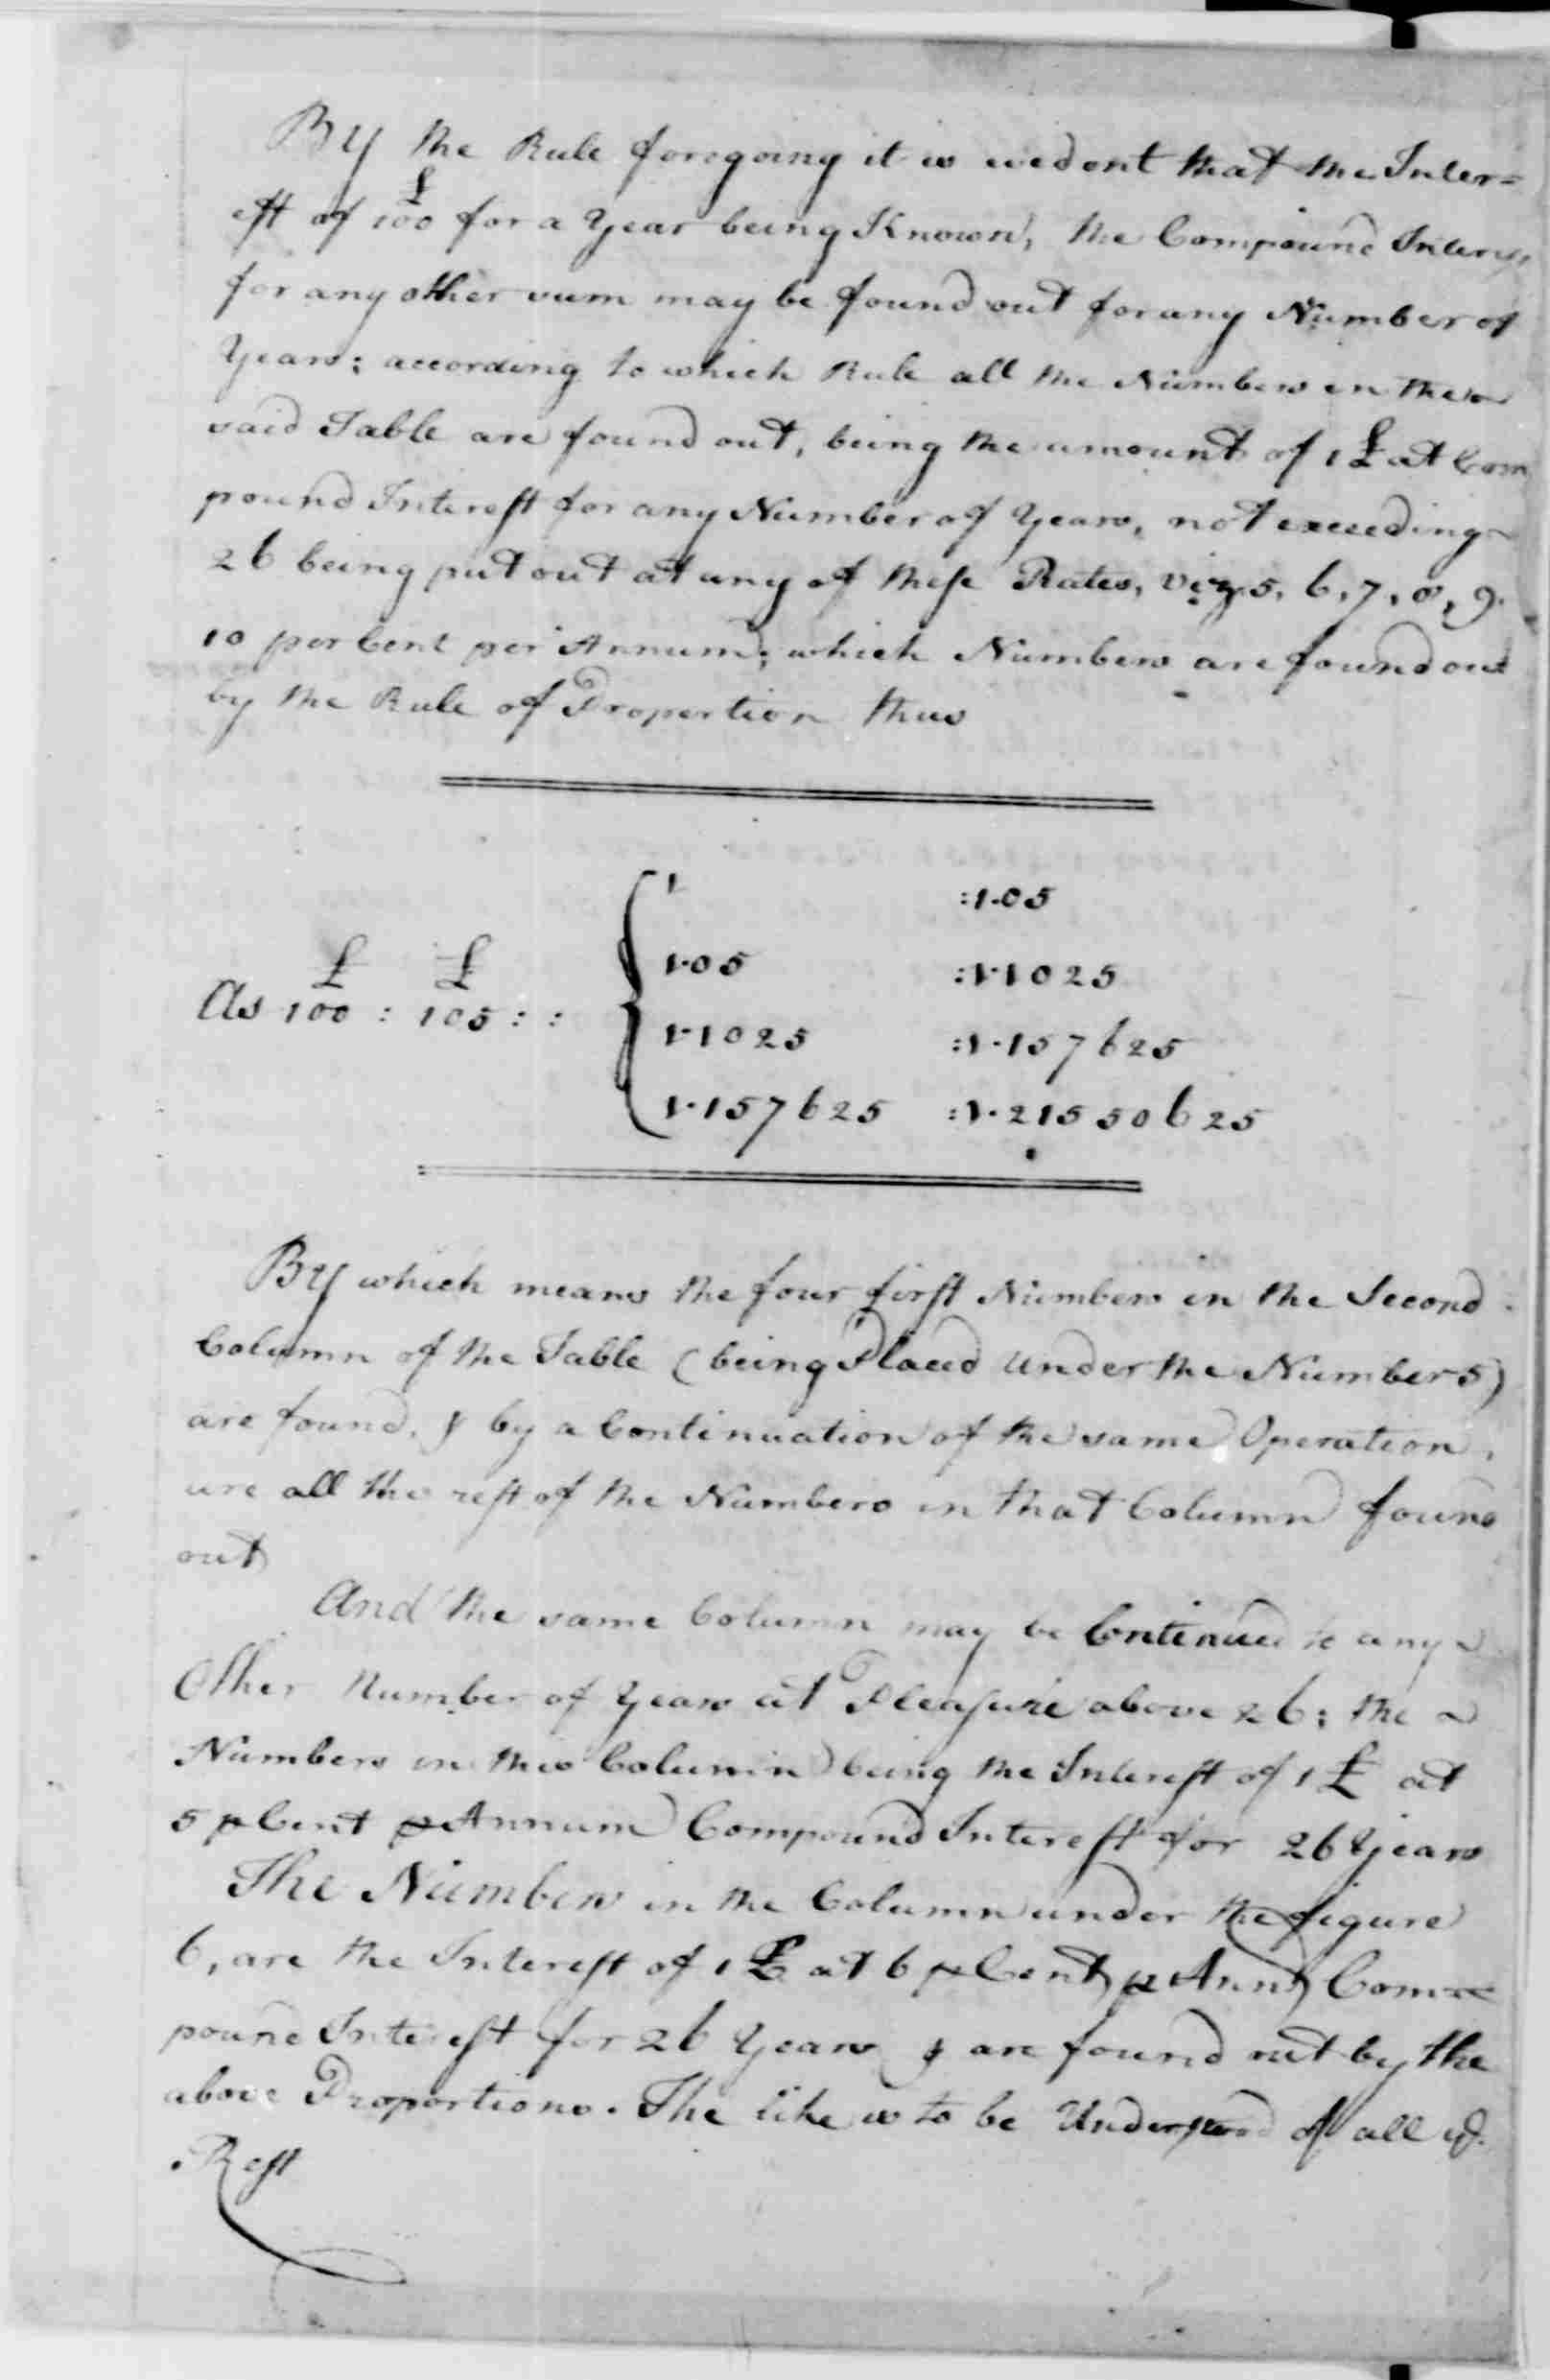 By the Rule foregoing it is evedent that the Inter=
est of 100£ for a Year being Known, the Compound Interest
for any other sum may be found out for any Number of
Years; according to which Rule all the Numbers in the
said Table are found out, being the amount of 1£ at Com
pound Interest for any Number of Years, not exceeding
26 being put out at any of these Rates, viz. 5, 6, 7, 8, 9.
10 per Cent per Annum; which Numbers are found out
by the Rule of Proportion thus
£ £
As 100 : 105 : :
1 :1.05
1.05 :1.1025
1.1025 :1.157625
1.157625 :1.21550625
By which means the four first Numbers in the Second
Column of the Table (being Placed Under the Number 5)
are found, & by a Continuation of the same Operation,
are all the rest of the Numbers in that Column found
out
And the same Column may be Continued to any
Other Number of Years at Pleasure above 26; the
Numbers in this Column being the Interest of 1£ at
5 ⅌ Cent ⅌ Annum Compound Interest for 26 Years
The Numbers in the Column under the figure
6, are the Interest of 1£ at 6 ⅌ Cent ⅌ Ann Com=
pound Interest for 26 Years & are found out by the
above Proportions. The like is to be Understood of all ye.
Rest